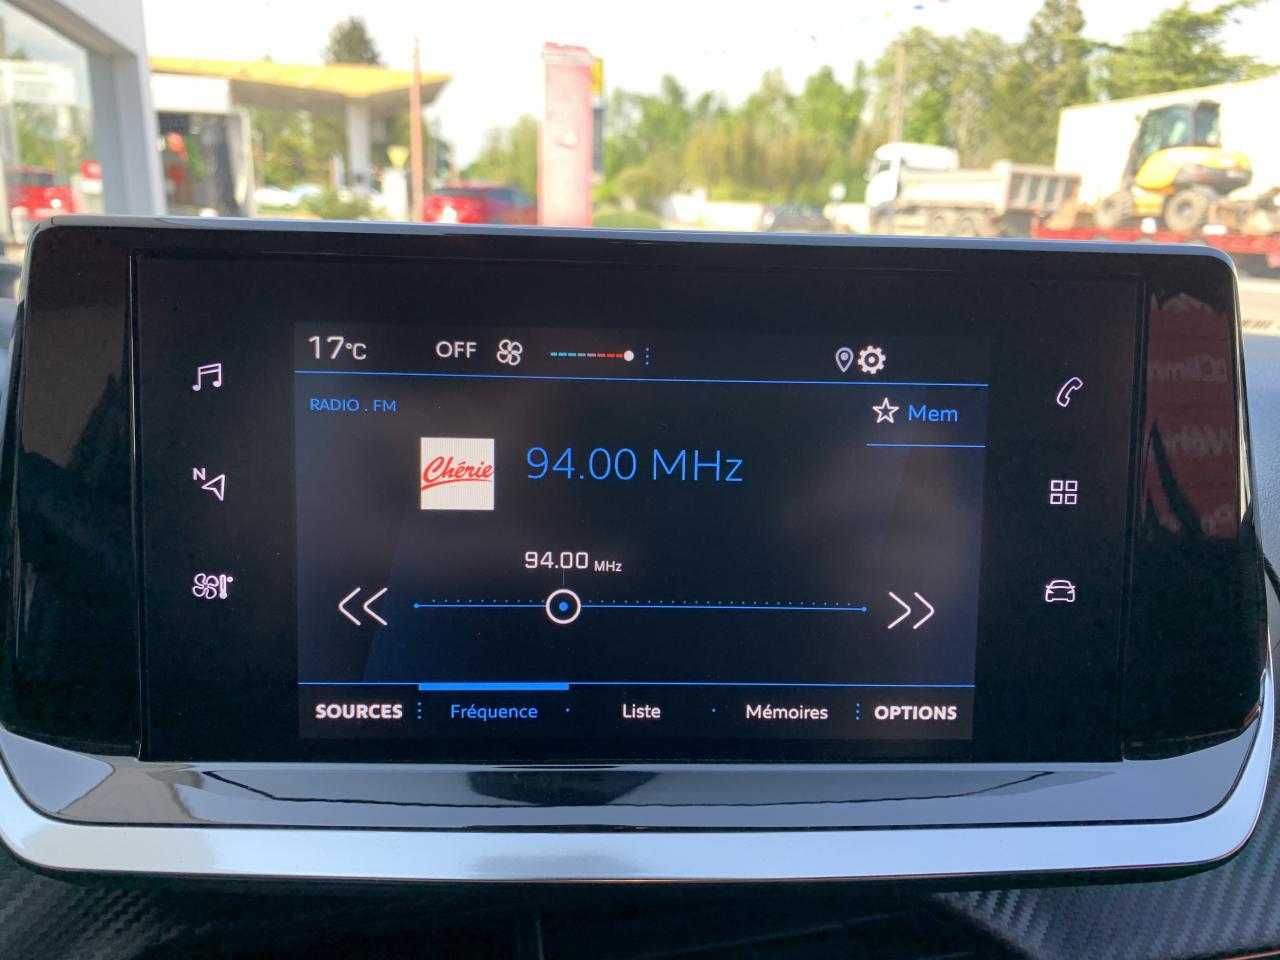 17°C
OFF
RADIO . FM
Mem
Chérie
94.00 MHz
94.00 MHz
N
SOURCES
Fréquence
Liste
Mémoires
OPTIONS